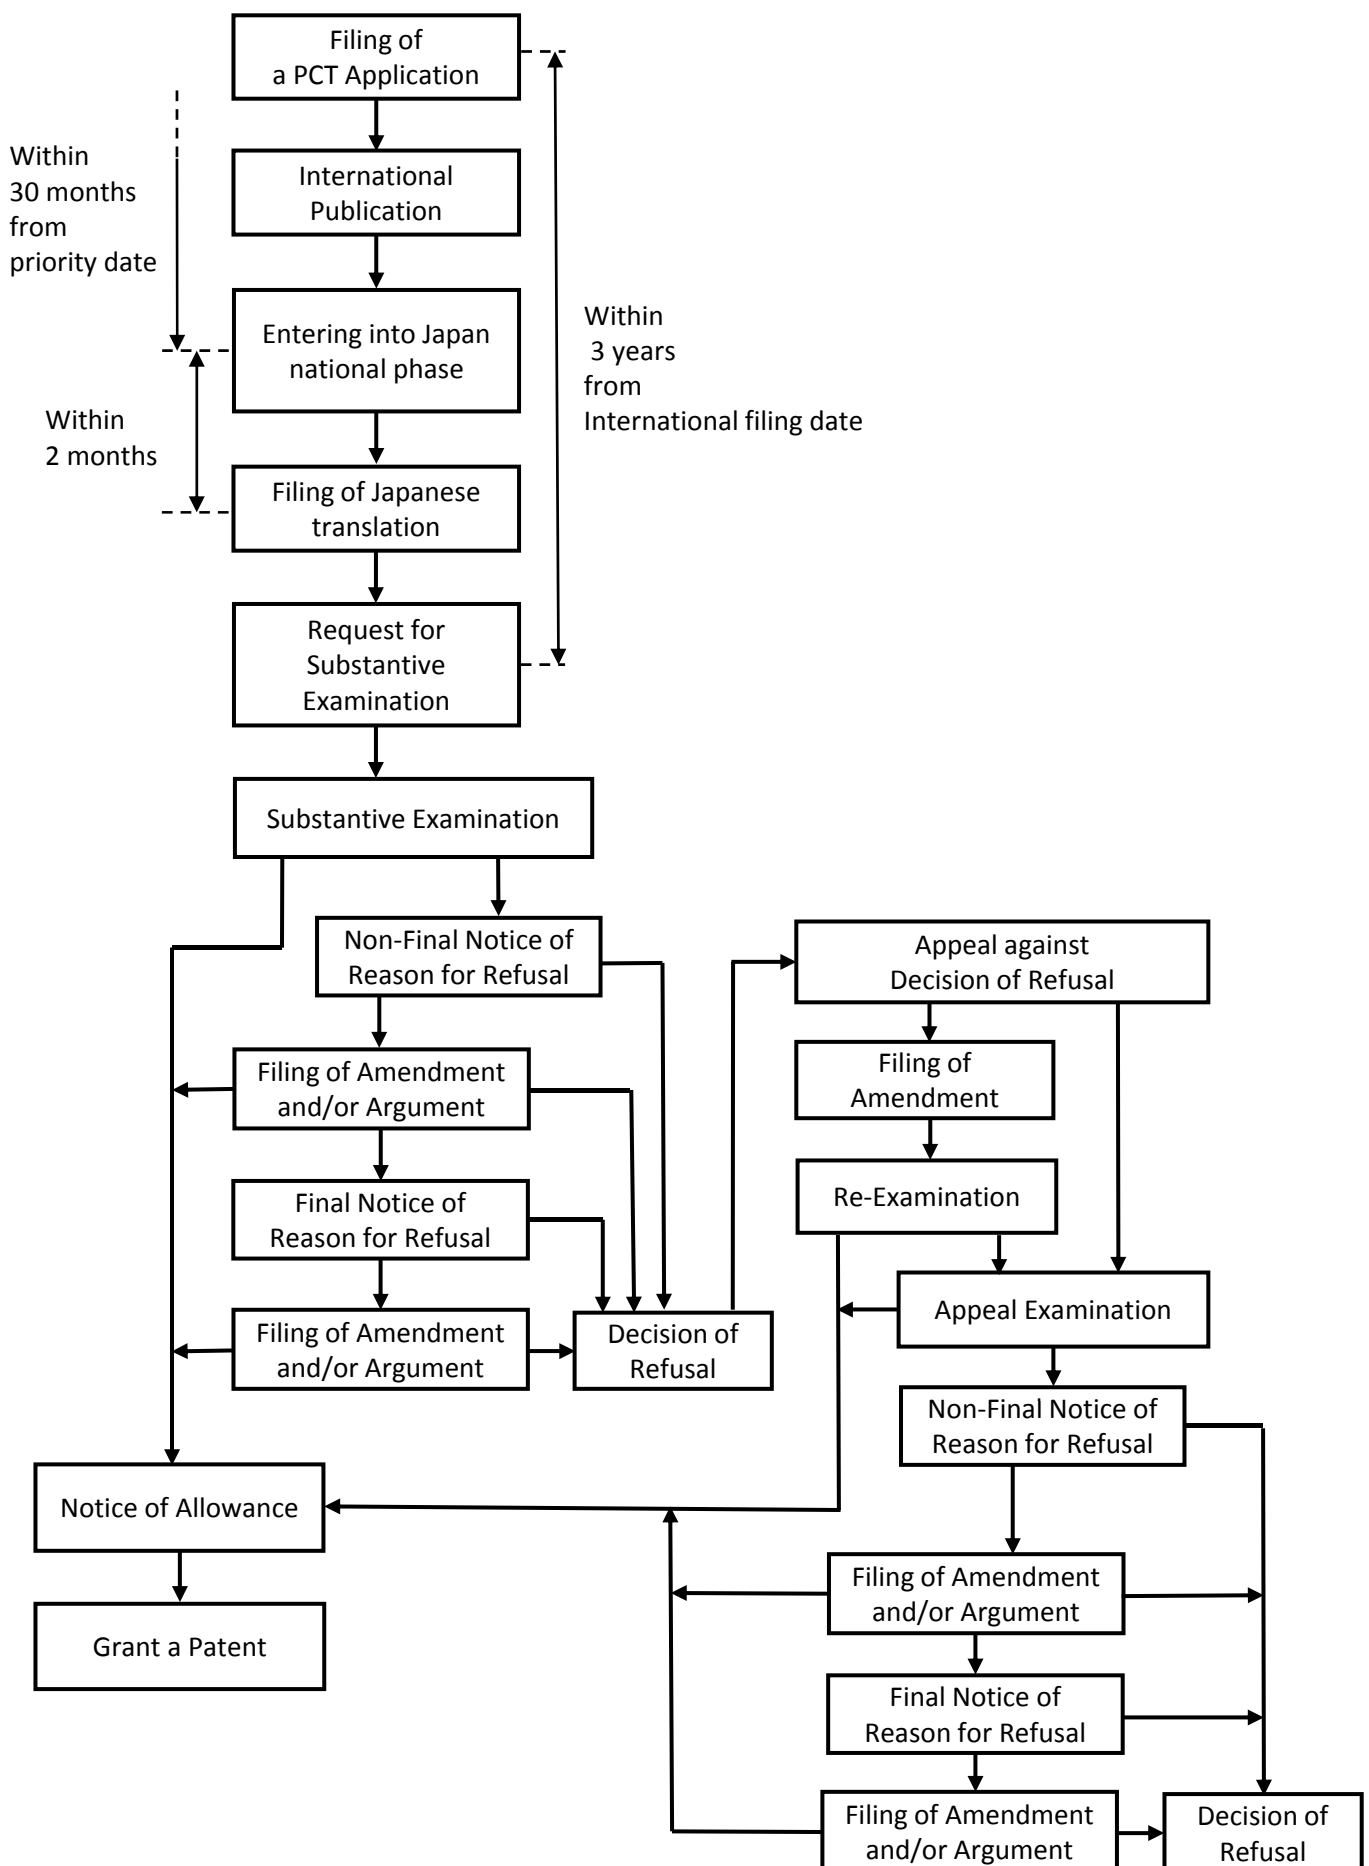 Filing of
a PCT Application
Within
30 months
from
priority date
International
Publication
Entering into Japan
national phase
Within
3 years
from
International filing date
Within
2 months
Filing of Japanese
translation
Request for
Substantive
Examination
Substantive Examination
Non-Final Notice of
Reason for Refusal
Filing of Amendment
and/or Argument
Final Notice of
Reason for Refusal
Filing of Amendment
and/or Argument
Decision of
Refusal
Appeal against
Decision of Refusal
Filing of
Amendment
Re-Examination
Appeal Examination
Non-Final Notice of
Reason for Refusal
Notice of Allowance
Grant a Patent
Filing of Amendment
and/or Argument
Final Notice of
Reason for Refusal
Filing of Amendment
and/or Argument
Decision of
Refusal